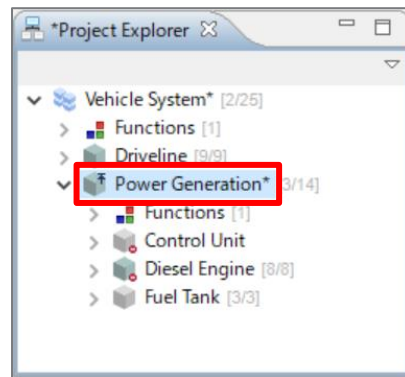 *Project Explorer
Vehicle System* [2/25]
Functions [1]
Driveline [9/9]
Power Generation* 3/14]
Functions [1]
Control Unit
Diesel Engine [8/8]
Fuel Tank [3/3]